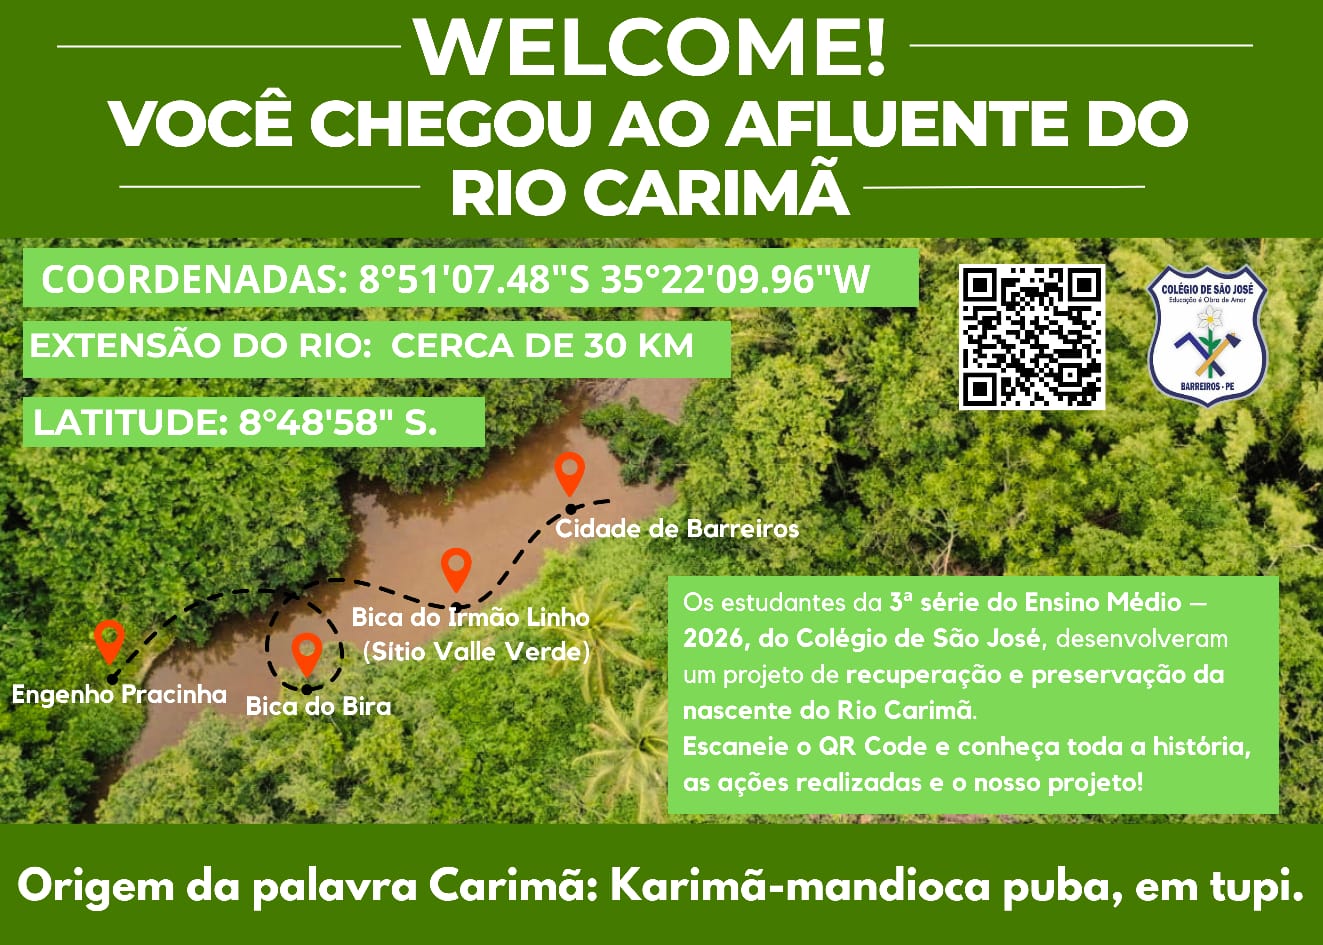 WELCOME!
VOCÊ CHEGOU AO AFLUENTE DO
RIO CARIMÃ
COORDENADAS: 8°51'07.48"S 35°22'09.96"W
EXTENSÃO DO RIO: CERCA DE 30 KM
LATITUDE: 8°48'58" S.
COLÉGIO DE SÃO JOSÉ
Educação é Obra de Amor
BARREIROS - PE
Cidade de Barreiros
Bica do Irmão Linho
(Sítio Valle Verde)
Engenho Pracinha
Bica do Bira
Os estudantes da 3ª série do Ensino Médio –
2026, do Colégio de São José, desenvolveram
um projeto de recuperação e preservação da
nascente do Rio Carimã.
Escaneie o QR Code e conheça toda a história,
as ações realizadas e o nosso projeto!
Origem da palavra Carimã: Karimã-mandioca puba, em tupi.